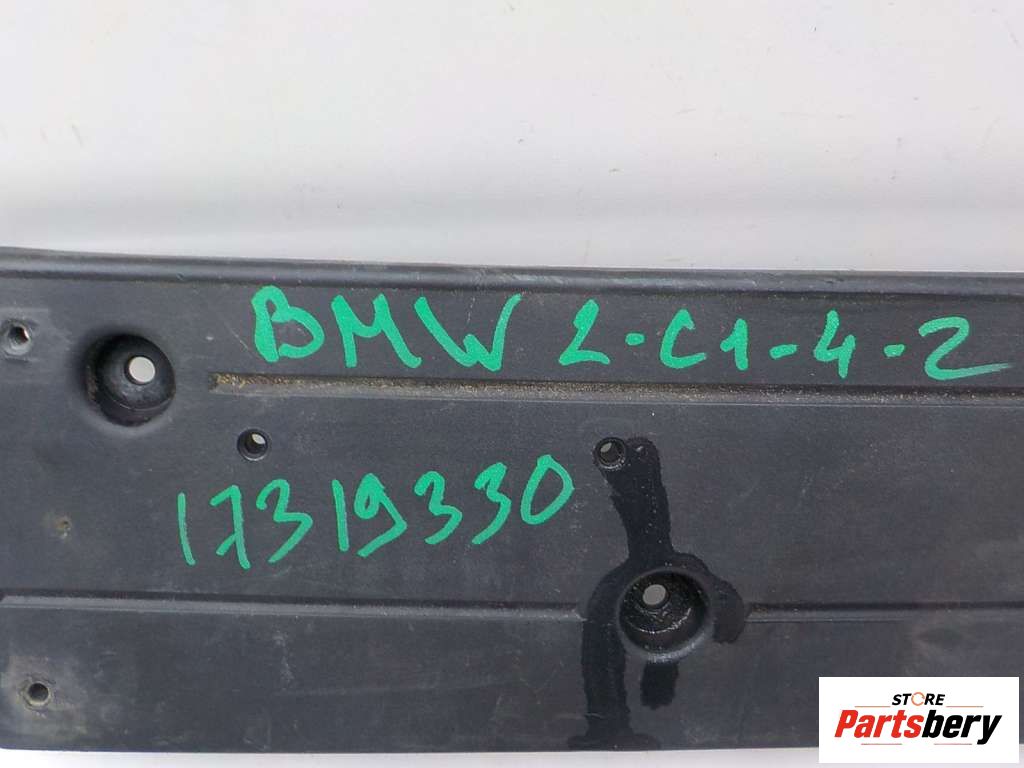 BMW 2-C1-4-2
17319330
STORE
Partsbery